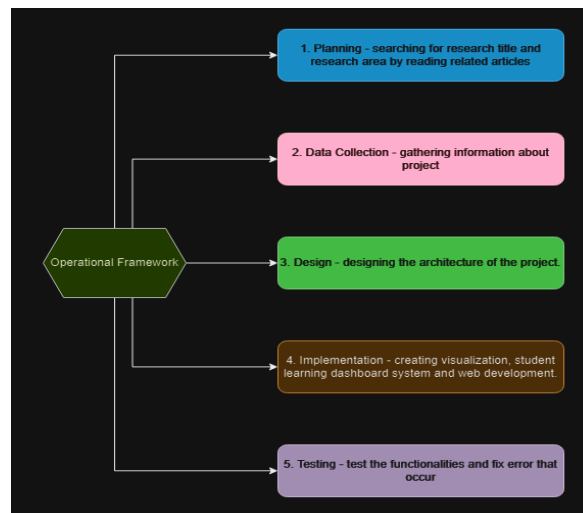 1. Planning - searching for research title and
research area by reading related articles
2. Data Collection - gathering information about
project
Operational Framework
3. Design - designing the architecture of the project.
4. Implementation - creating visualization, student
learning dashboard system and web development.
5. Testing - test the functionalities and fix error that
occur